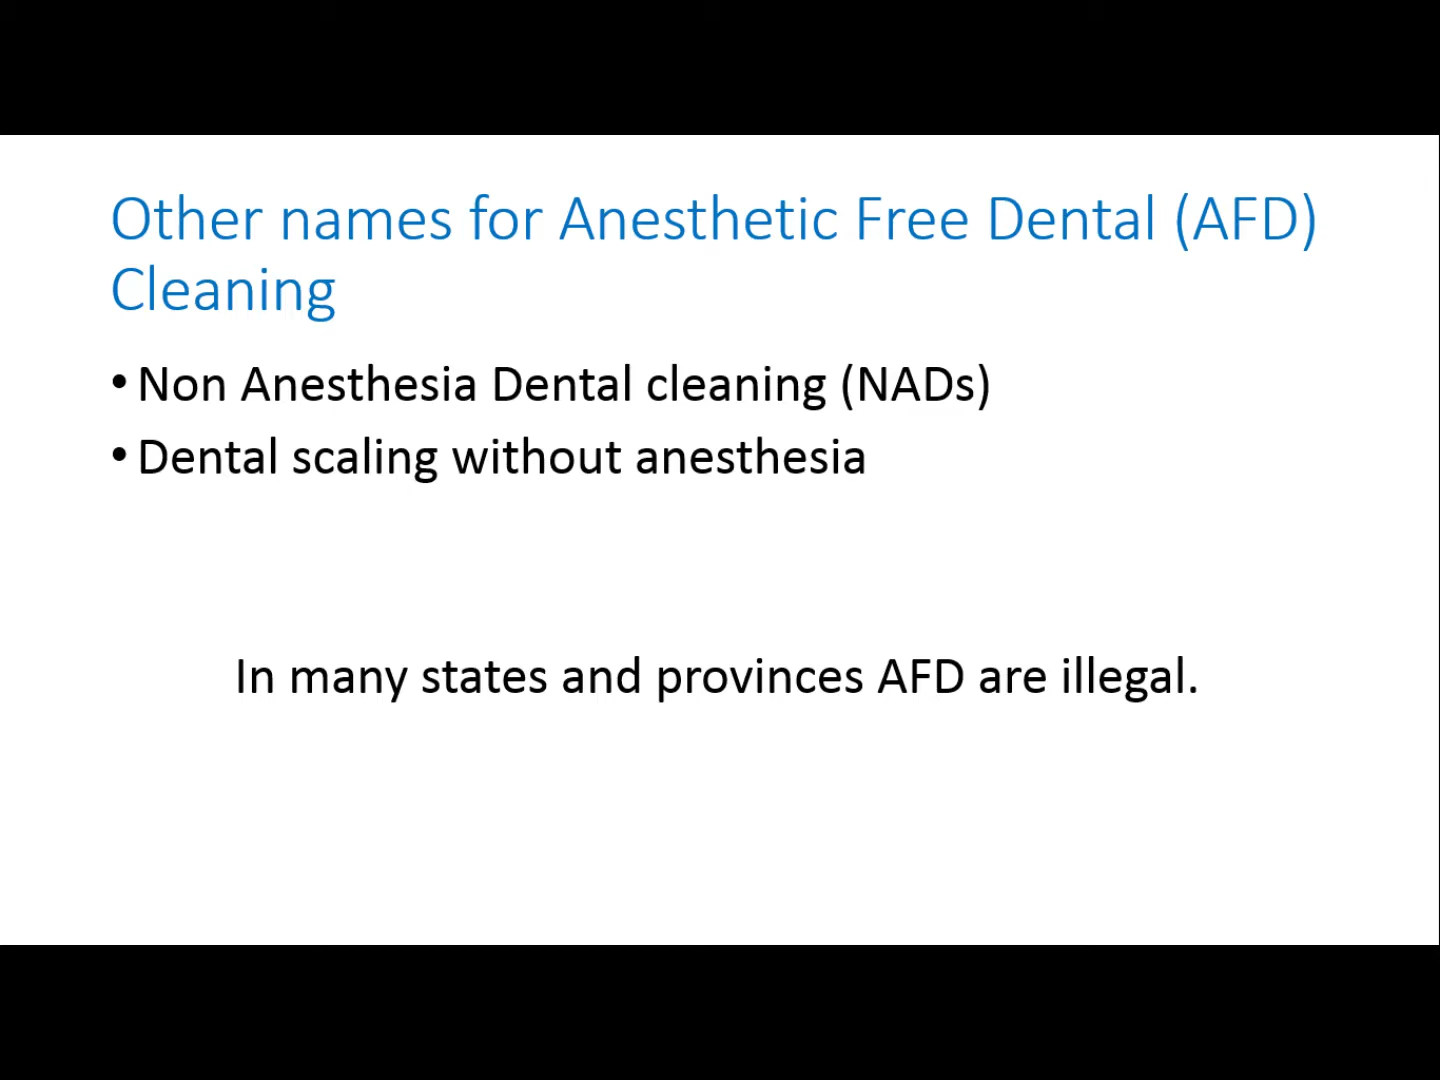 Other names for Anesthetic Free Dental (AFD)
Cleaning
• Non Anesthesia Dental cleaning (NADs)
• Dental scaling without anesthesia
In many states and provinces AFD are illegal.